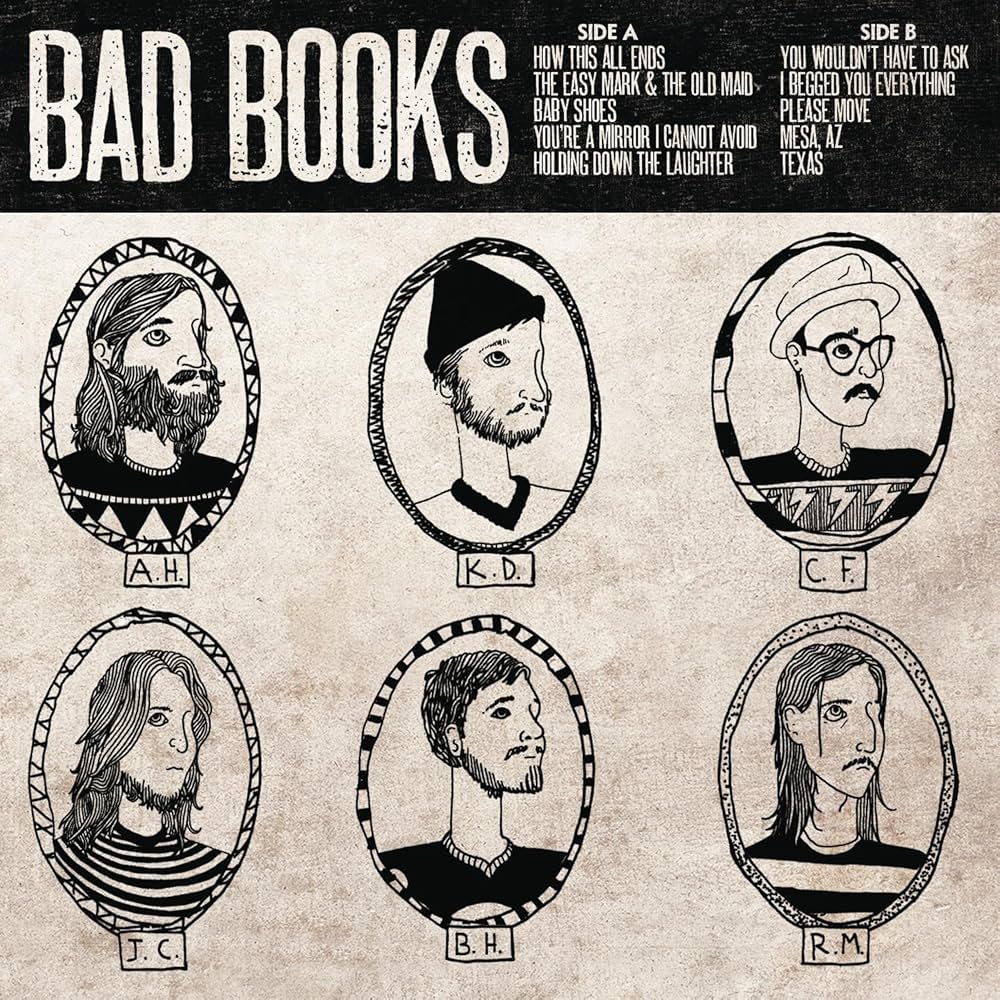 BAD BOOKS
SIDE A
HOW THIS ALL ENDS
THE EASY MARK & THE OLD MAID
BABY SHOES
YOU'RE A MIRROR I CANNOT AVOID
HOLDING DOWN THE LAUGHTER
SIDE B
YOU WOULDN'T HAVE TO ASK
I BEGGED YOU EVERYTHING
PLEASE MOVE
MESA, AZ
TEXAS
A.H.
K.D.
C.F.
J.C.
B.H.
R.M.